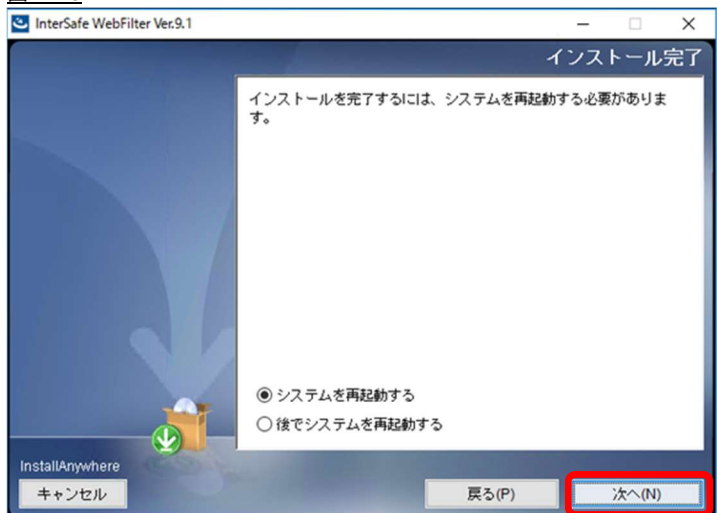 InterSafe WebFilter Ver.9.1
インストール完了
インストールを完了するには、システムを再起動する必要がありま
す。
システムを再起動する
後でシステムを再起動する
InstallAnywhere
キャンセル
戻る(P)
次へ(N)